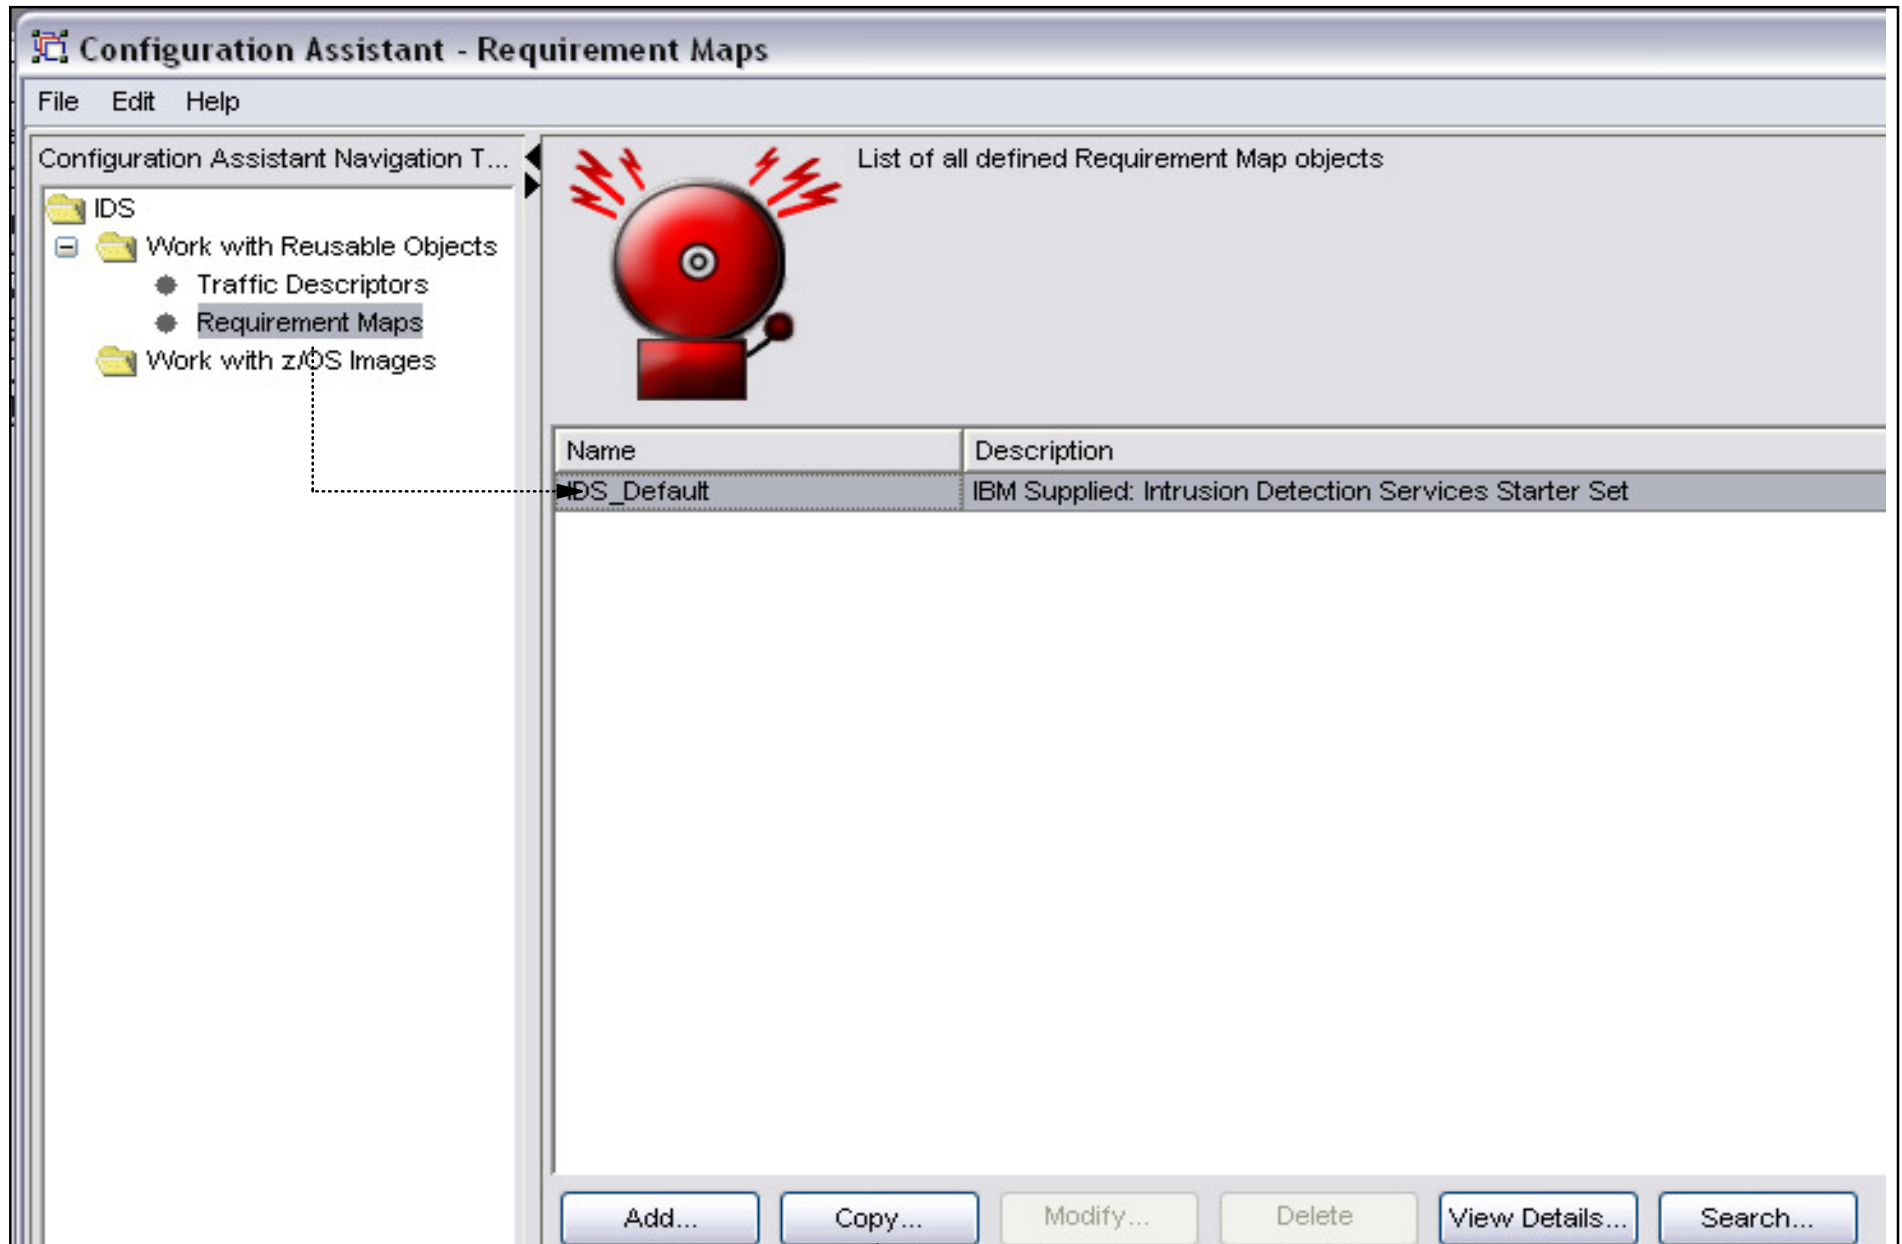 Configuration Assistant - Requirement Maps
File Edit Help
Configuration Assistant Navigation T...
IDS
Work with Reusable Objects
Traffic Descriptors
Requirement Maps
Work with z/OS Images
List of all defined Requirement Map objects
Name Description
IDS_Default IBM Supplied: Intrusion Detection Services Starter Set
Add... Copy... Modify... Delete View Details... Search...